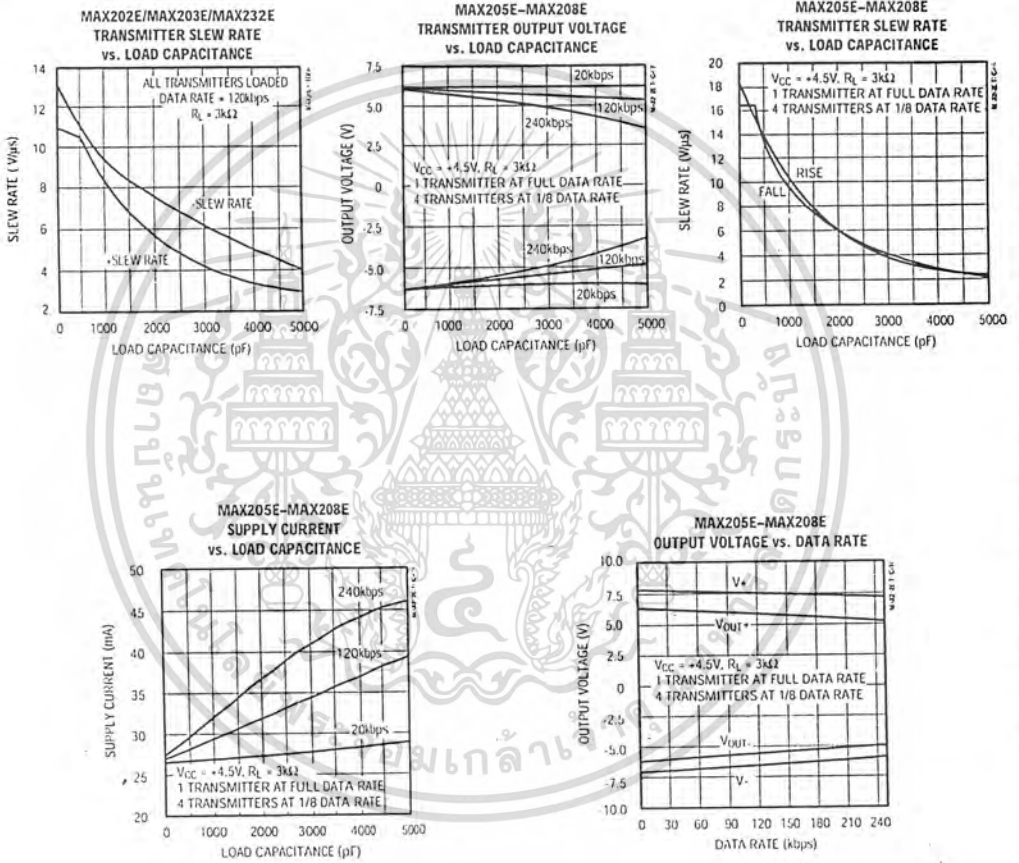 MAX202E/MAX203E/MAX232E
TRANSMITTER SLEW RATE
vs. LOAD CAPACITANCE
14
12
10
8
6
4
2
SLEW RATE (V/µs)
ALL TRANSMITTERS LOADED
DATA RATE = 120kbps
RL = 3kΩ
-SLEW RATE
+SLEW RATE
0 1000 2000 3000 4000 5000
LOAD CAPACITANCE (pF)
MAX205E–MAX208E
TRANSMITTER OUTPUT VOLTAGE
vs. LOAD CAPACITANCE
7.5
5.0
2.5
0
-2.5
-5.0
-7.5
OUTPUT VOLTAGE (V)
20kbps
120kbps
240kbps
VCC = +4.5V, RL = 3kΩ
1 TRANSMITTER AT FULL DATA RATE
4 TRANSMITTERS AT 1/8 DATA RATE
240kbps
120kbps
20kbps
0 1000 2000 3000 4000 5000
LOAD CAPACITANCE (pF)
MAX205E–MAX208E
TRANSMITTER SLEW RATE
vs. LOAD CAPACITANCE
20
18
16
14
12
10
8
6
4
2
0
SLEW RATE (V/µs)
VCC = +4.5V, RL = 3kΩ
1 TRANSMITTER AT FULL DATA RATE
4 TRANSMITTERS AT 1/8 DATA RATE
RISE
FALL
0 1000 2000 3000 4000 5000
LOAD CAPACITANCE (pF)
MAX205E–MAX208E
SUPPLY CURRENT
vs. LOAD CAPACITANCE
50
45
40
35
30
25
20
SUPPLY CURRENT (mA)
240kbps
120kbps
20kbps
VCC = +4.5V, RL = 3kΩ
1 TRANSMITTER AT FULL DATA RATE
4 TRANSMITTERS AT 1/8 DATA RATE
0 1000 2000 3000 4000 5000
LOAD CAPACITANCE (pF)
MAX205E–MAX208E
OUTPUT VOLTAGE vs. DATA RATE
10.0
7.5
5.0
2.5
0
-2.5
-5.0
-7.5
-10.0
OUTPUT VOLTAGE (V)
V+
VOUT+
VCC = +4.5V, RL = 3kΩ
1 TRANSMITTER AT FULL DATA RATE
4 TRANSMITTERS AT 1/8 DATA RATE
VOUT-
V-
0 30 60 90 120 150 180 210 240
DATA RATE (kbps)